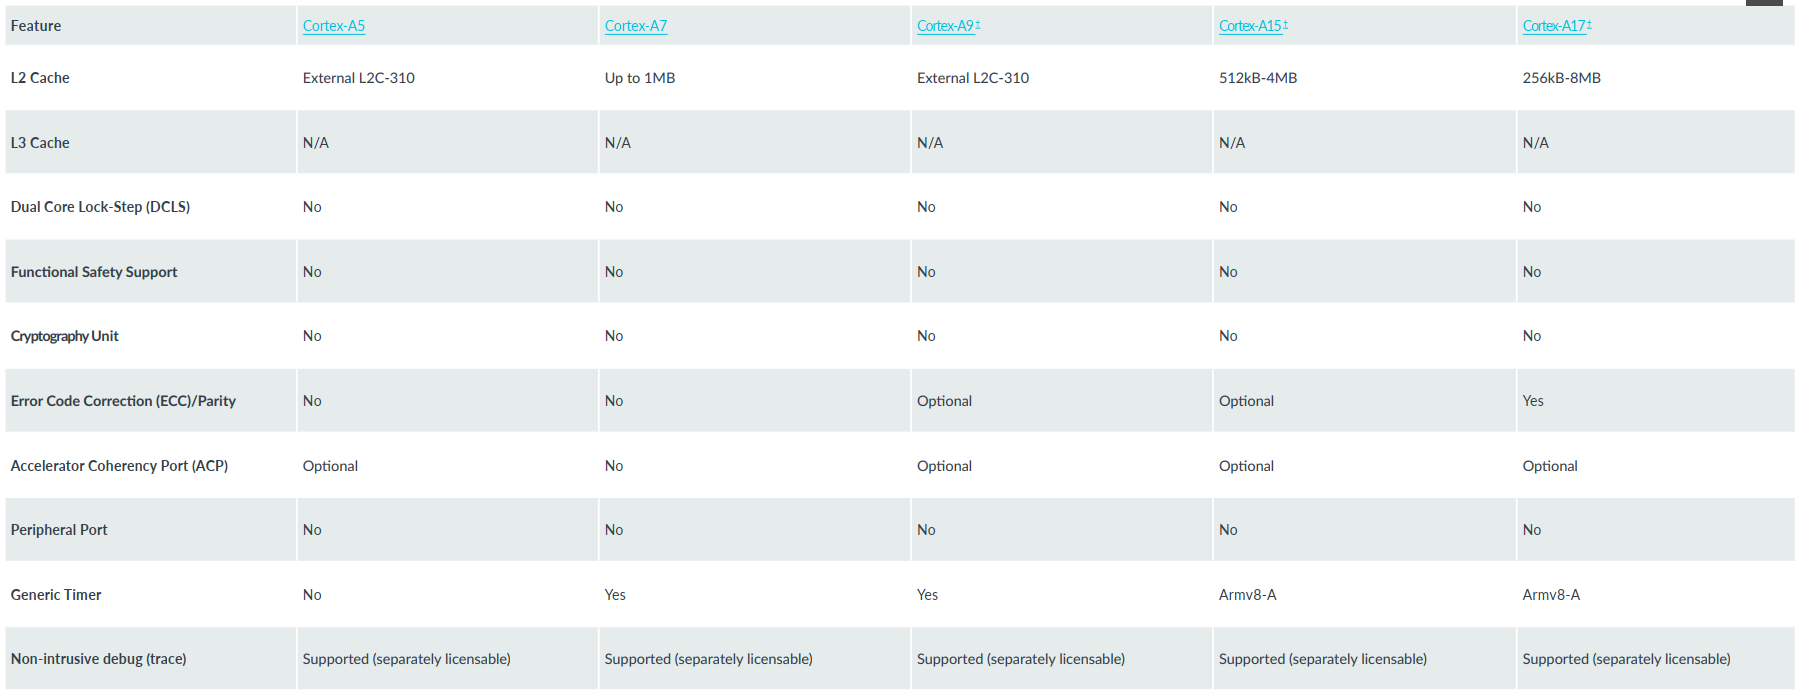 Feature Cortex-A5 Cortex-A7 Cortex-A9‡ Cortex-A15‡ Cortex-A17‡
L2 Cache External L2C-310 Up to 1MB External L2C-310 512kB-4MB 256kB-8MB
L3 Cache N/A N/A N/A N/A N/A
Dual Core Lock-Step (DCLS) No No No No No
Functional Safety Support No No No No No
Cryptography Unit No No No No No
Error Code Correction (ECC)/Parity No No Optional Optional Yes
Accelerator Coherency Port (ACP) Optional No Optional Optional Optional
Peripheral Port No No No No No
Generic Timer No Yes Yes Armv8-A Armv8-A
Non-intrusive debug (trace) Supported (separately licensable) Supported (separately licensable) Supported (separately licensable) Supported (separately licensable) Supported (separately licensable)